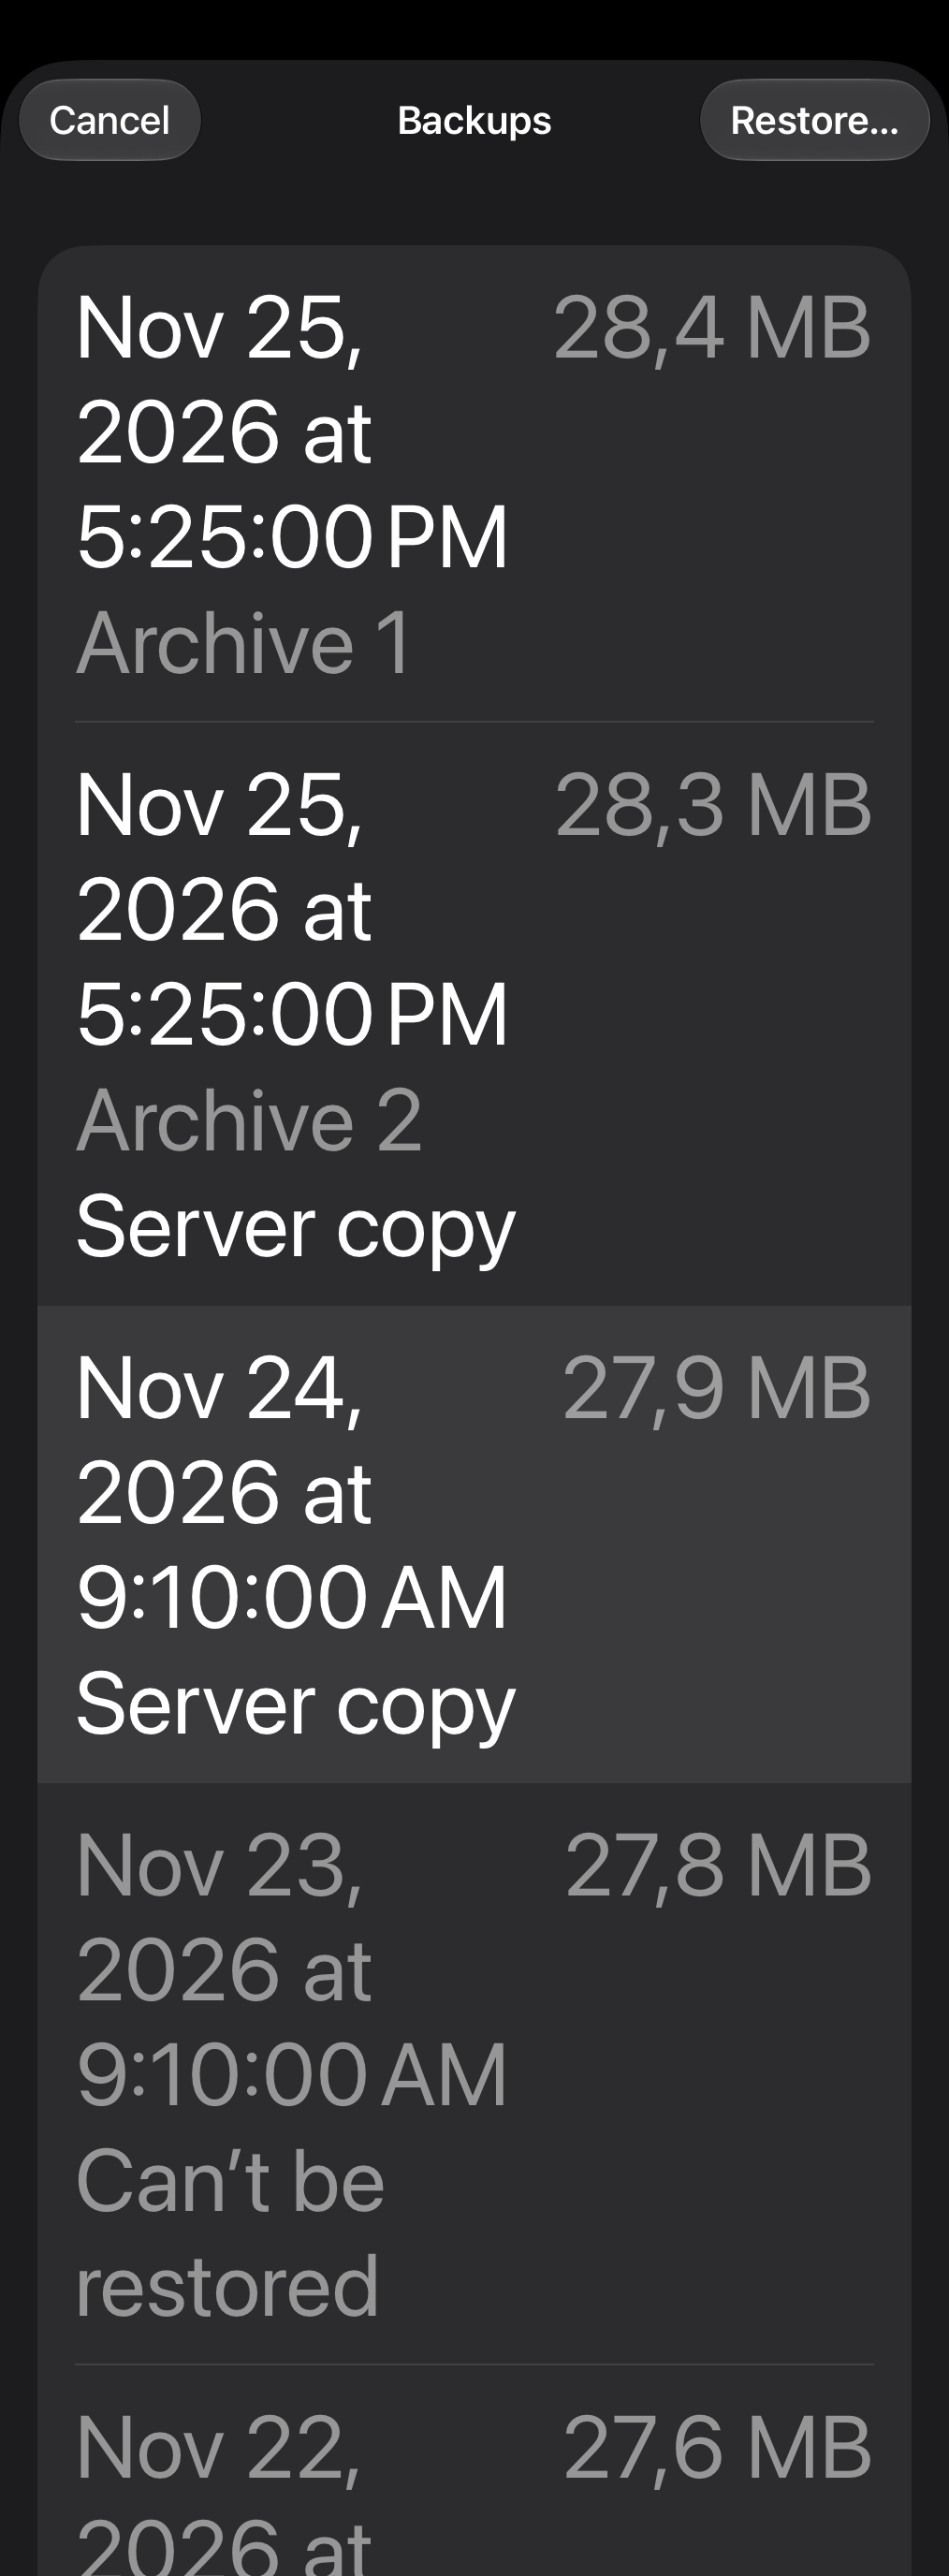 Cancel
Backups
Restore...
Nov 25, 28,4 MB
2026 at
5:25:00 PM
Archive 1
Nov 25, 28,3 MB
2026 at
5:25:00 PM
Archive 2
Server copy
Nov 24, 27,9 MB
2026 at
9:10:00 AM
Server copy
Nov 23, 27,8 MB
2026 at
9:10:00 AM
Can’t be
restored
Nov 22, 27,6 MB
2026 at